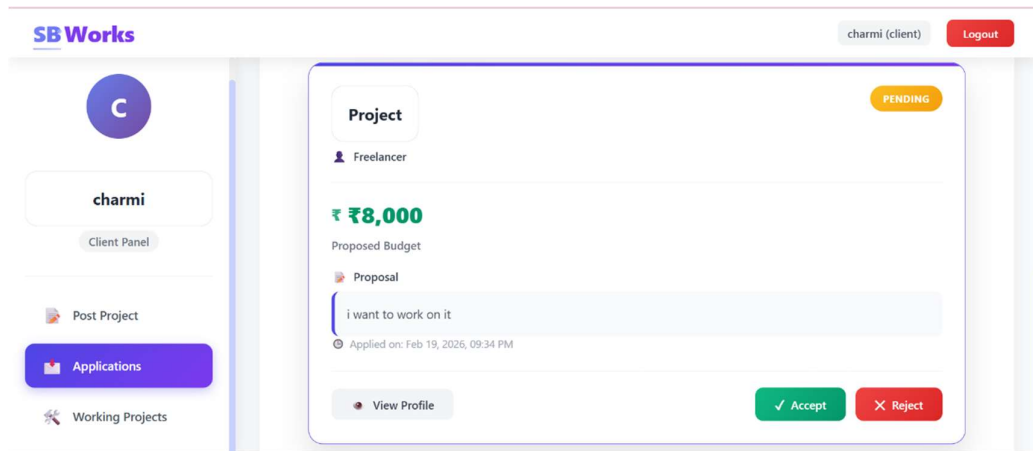 SB Works
charmi (client)
Logout
C
charmi
Client Panel
Post Project
Applications
Working Projects
Project
PENDING
Freelancer
₹ ₹8,000
Proposed Budget
Proposal
i want to work on it
Applied on: Feb 19, 2026, 09:34 PM
View Profile
✓ Accept
✕ Reject